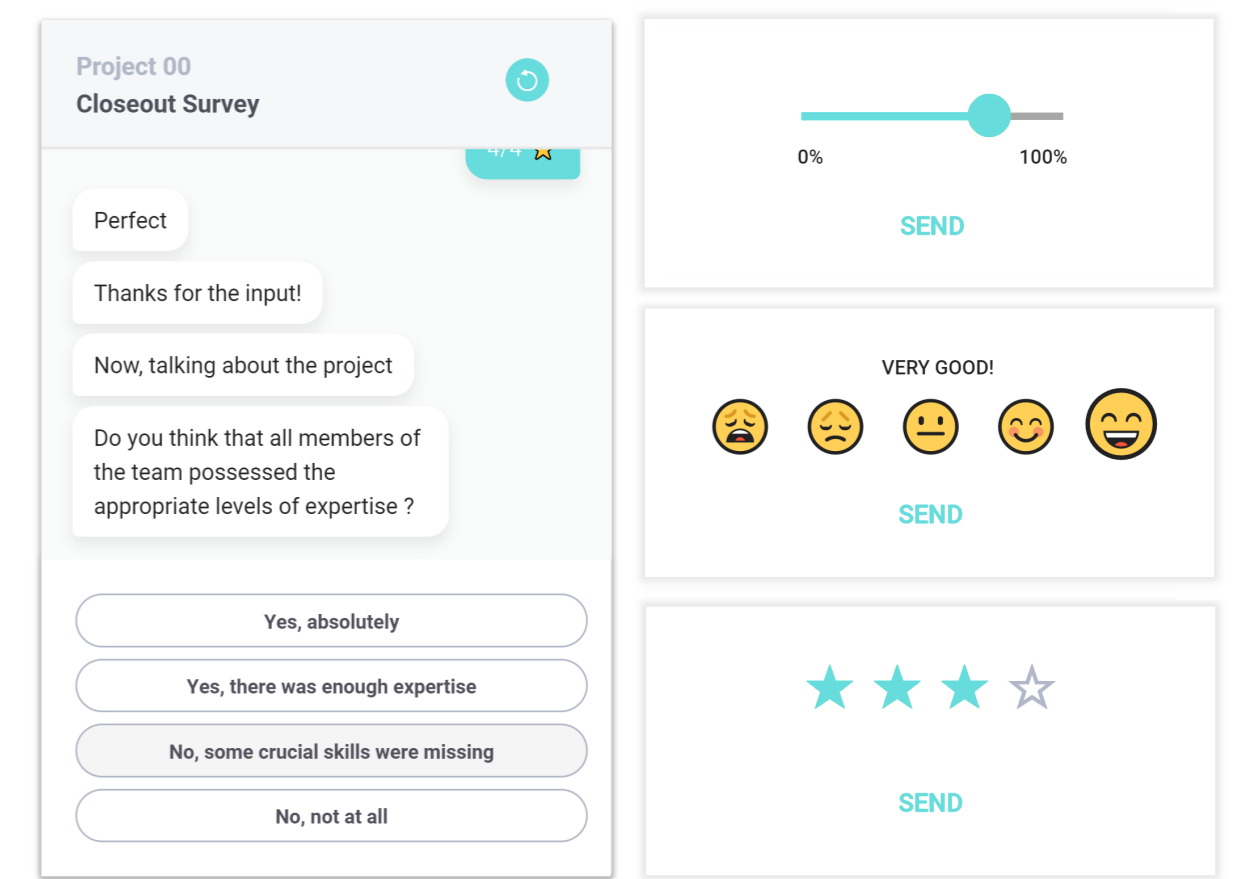 Project 00
Closeout Survey
4/4
Perfect
Thanks for the input!
Now, talking about the project
Do you think that all members of
the team possessed the
appropriate levels of expertise ?
Yes, absolutely
Yes, there was enough expertise
No, some crucial skills were missing
No, not at all
0%
100%
SEND
VERY GOOD!
SEND
SEND